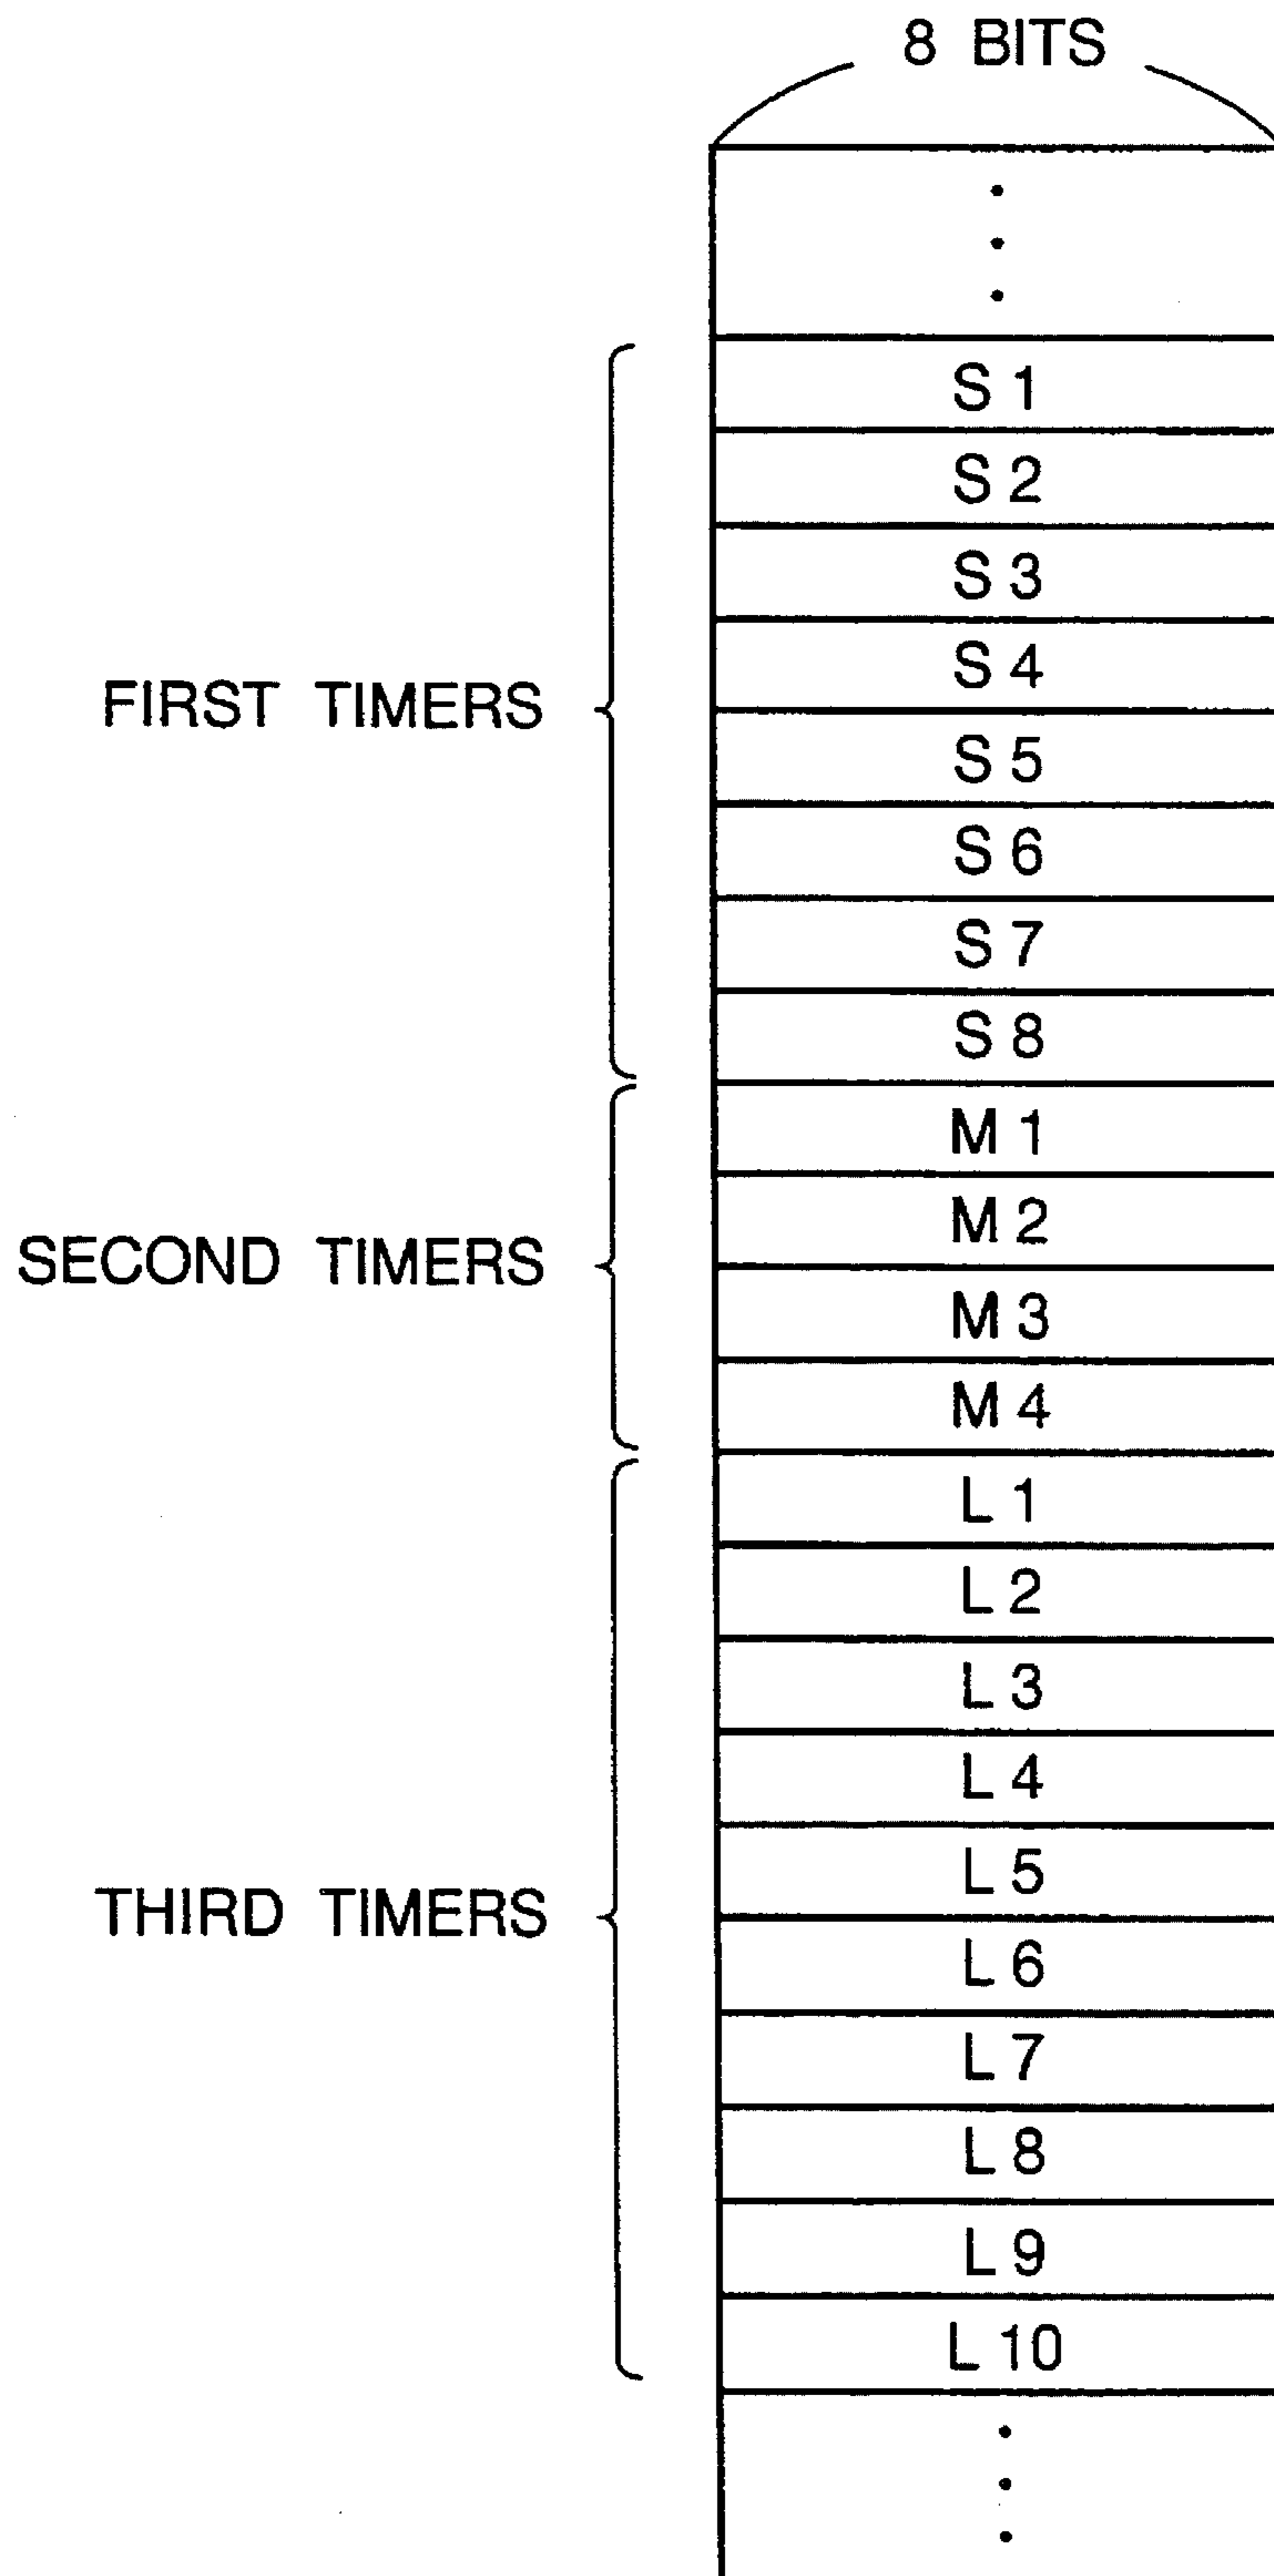 8 BITS
S 1
S 2
S 3
S 4
FIRST TIMERS
S 5
S 6
S 7
S 8
M 1
M 2
SECOND TIMERS
M 3
M 4
L 1
L 2
L 3
L 4
L 5
THIRD TIMERS
L 6
L 7
L 8
L 9
L 10